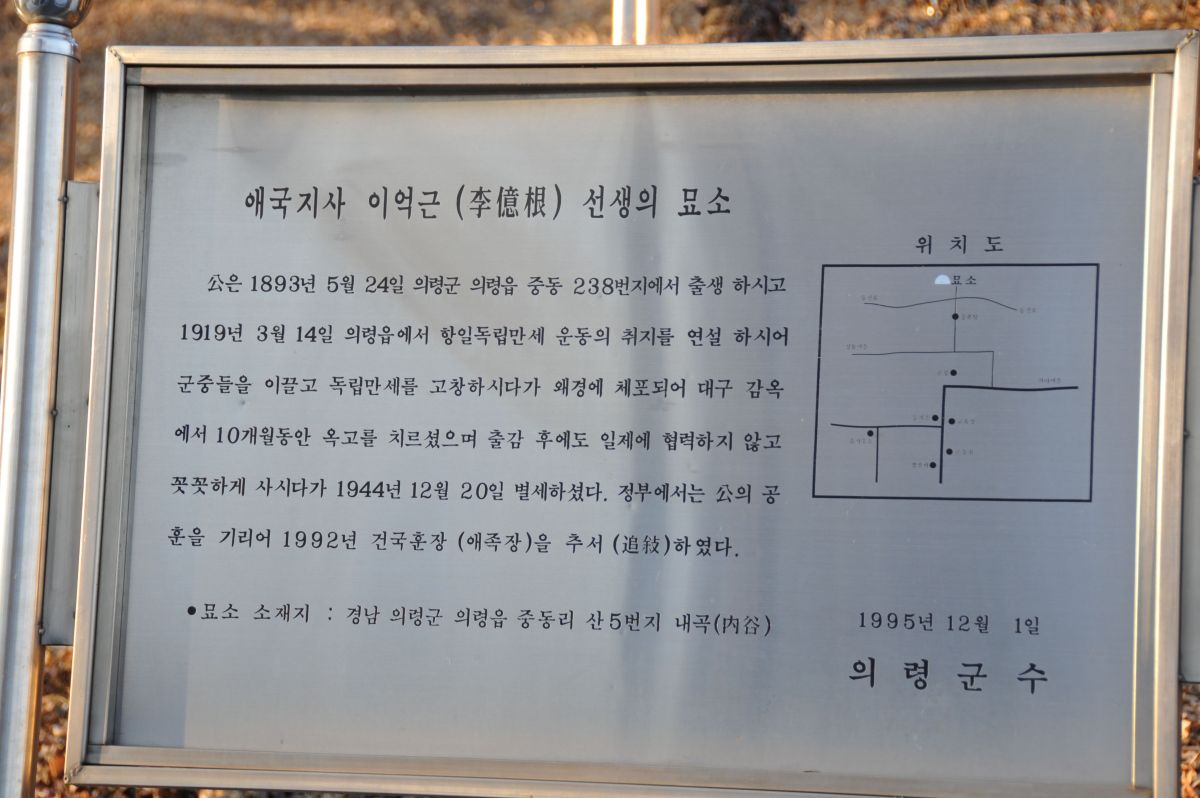 애국지사 이억근 (李億根) 선생의 묘소
公은 1893년 5월 24일 의령군 의령읍 중동 238번지에서 출생 하시고
1919년 3월 14일 의령읍에서 항일독립만세 운동의 취지를 연설 하시어
군중들을 이끌고 독립만세를 고창하시다가 왜경에 체포되어 대구 감옥
에서 10개월동안 옥고를 치르셨으며 출감 후에도 일제에 협력하지 않고
꼿꼿하게 사시다가 1944년 12월 20일 별세하셨다. 정부에서는 公의 공
훈을 기리어 1992년 건국훈장 (애족장)을 추서 (追敍)하였다.
•묘소 소재지 : 경남 의령군 의령읍 중동리 산5번지 내곡(内谷)
위 치 도
묘소
1995년 12월 1일
의 령 군 수